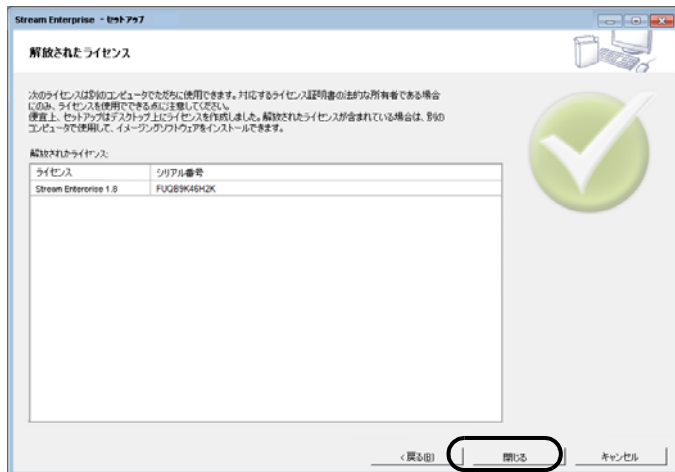 Stream Enterprise - セットアップ
解放されたライセンス
次のライセンスは別のコンピュータでただちに使用できます。対応するライセンス証明書の法的な所有者である場合
にのみ、ライセンスを使用でできる点に注意してください。
便宜上、セットアップはデスクトップ上にライセンスを作成しました。解放されたライセンスが含まれている場合は、別の
コンピュータで使用して、イメージングソフトウェアをインストールできます。
解放されたライセンス:
ライセンス シリアル番号
Stream Enterprise 1.8 FUQB9K46H2K
< 戻る(B) 閉じる キャンセル